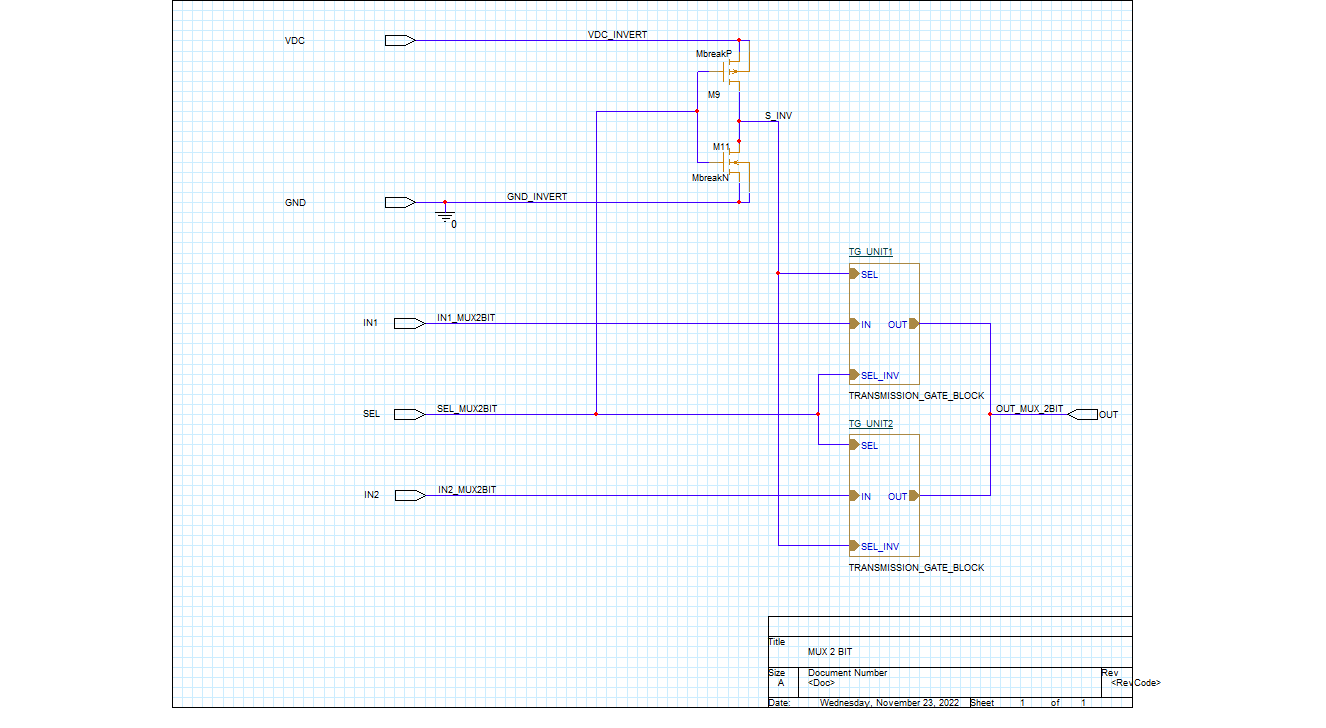 VDC
VDC_INVERT
MbreakP
M9
S_INV
M11
MbreakN
GND
GND_INVERT
0
TG_UNIT1
SEL
IN1
IN1_MUX2BIT
IN OUT
SEL_INV
TRANSMISSION_GATE_BLOCK
SEL
SEL_MUX2BIT
OUT_MUX_2BIT
OUT
TG_UNIT2
SEL
IN2
IN2_MUX2BIT
IN OUT
SEL_INV
TRANSMISSION_GATE_BLOCK
Title
MUX 2 BIT
Size
A
Document Number
<Doc>
Rev
<RevCode>
Date: Wednesday, November 23, 2022 Sheet 1 of 1